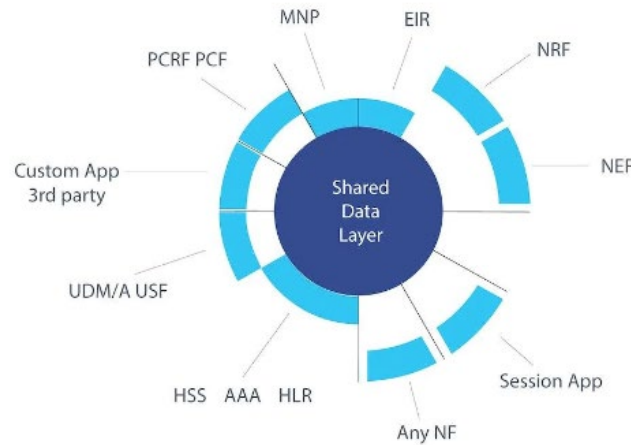 MNP
EIR
PCRF PCF
NRF
Custom App
3rd party
Shared
Data
Layer
NEF
UDM/A USF
HSS AAA HLR
Session App
Any NF